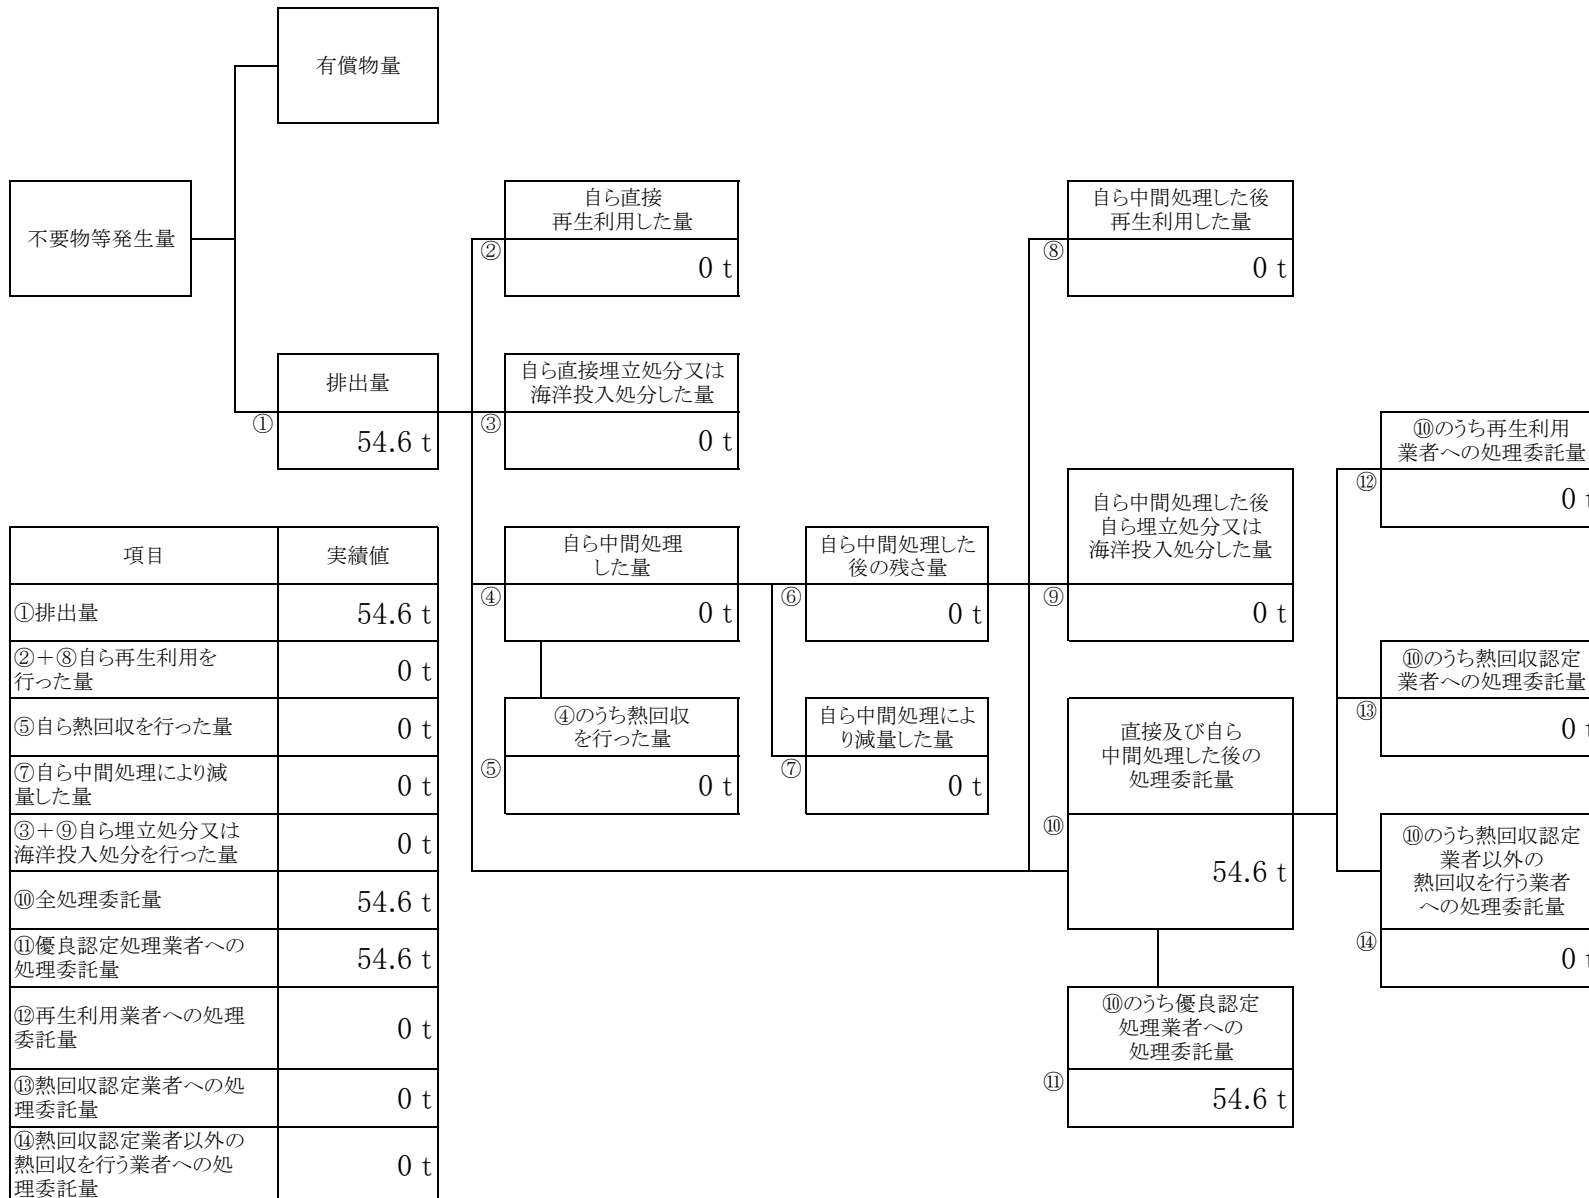 有償物量
不要物等発生量
自ら直接
再生利用した量
②
0 t
自ら中間処理した後
再生利用した量
⑧
0 t
排出量
①
54.6 t
自ら直接埋立処分又は
海洋投入処分した量
③
0 t
⑩のうち再生利用
業者への処理委託量
⑫
0 t
自ら中間処理
した量
④
0 t
自ら中間処理した
後の残さ量
⑥
0 t
自ら中間処理した後
自ら埋立処分又は
海洋投入処分した量
⑨
0 t
⑩のうち熱回収認定
業者への処理委託量
⑬
0 t
④のうち熱回収
を行った量
⑤
0 t
自ら中間処理によ
り減量した量
⑦
0 t
直接及び自ら
中間処理した後の
処理委託量
⑩
54.6 t
⑩のうち熱回収認定
業者以外の
熱回収を行う業者
への処理委託量
⑭
0 t
⑩のうち優良認定
処理業者への
処理委託量
⑪
54.6 t
項目 実績値
①排出量 54.6 t
②＋⑧自ら再生利用を
行った量 0 t
⑤自ら熱回収を行った量 0 t
⑦自ら中間処理により減
量した量 0 t
③＋⑨自ら埋立処分又は
海洋投入処分を行った量 0 t
⑩全処理委託量 54.6 t
⑪優良認定処理業者への
処理委託量 54.6 t
⑫再生利用業者への処理
委託量 0 t
⑬熱回収認定業者への処
理委託量 0 t
⑭熱回収認定業者以外の
熱回収を行う業者への処
理委託量 0 t